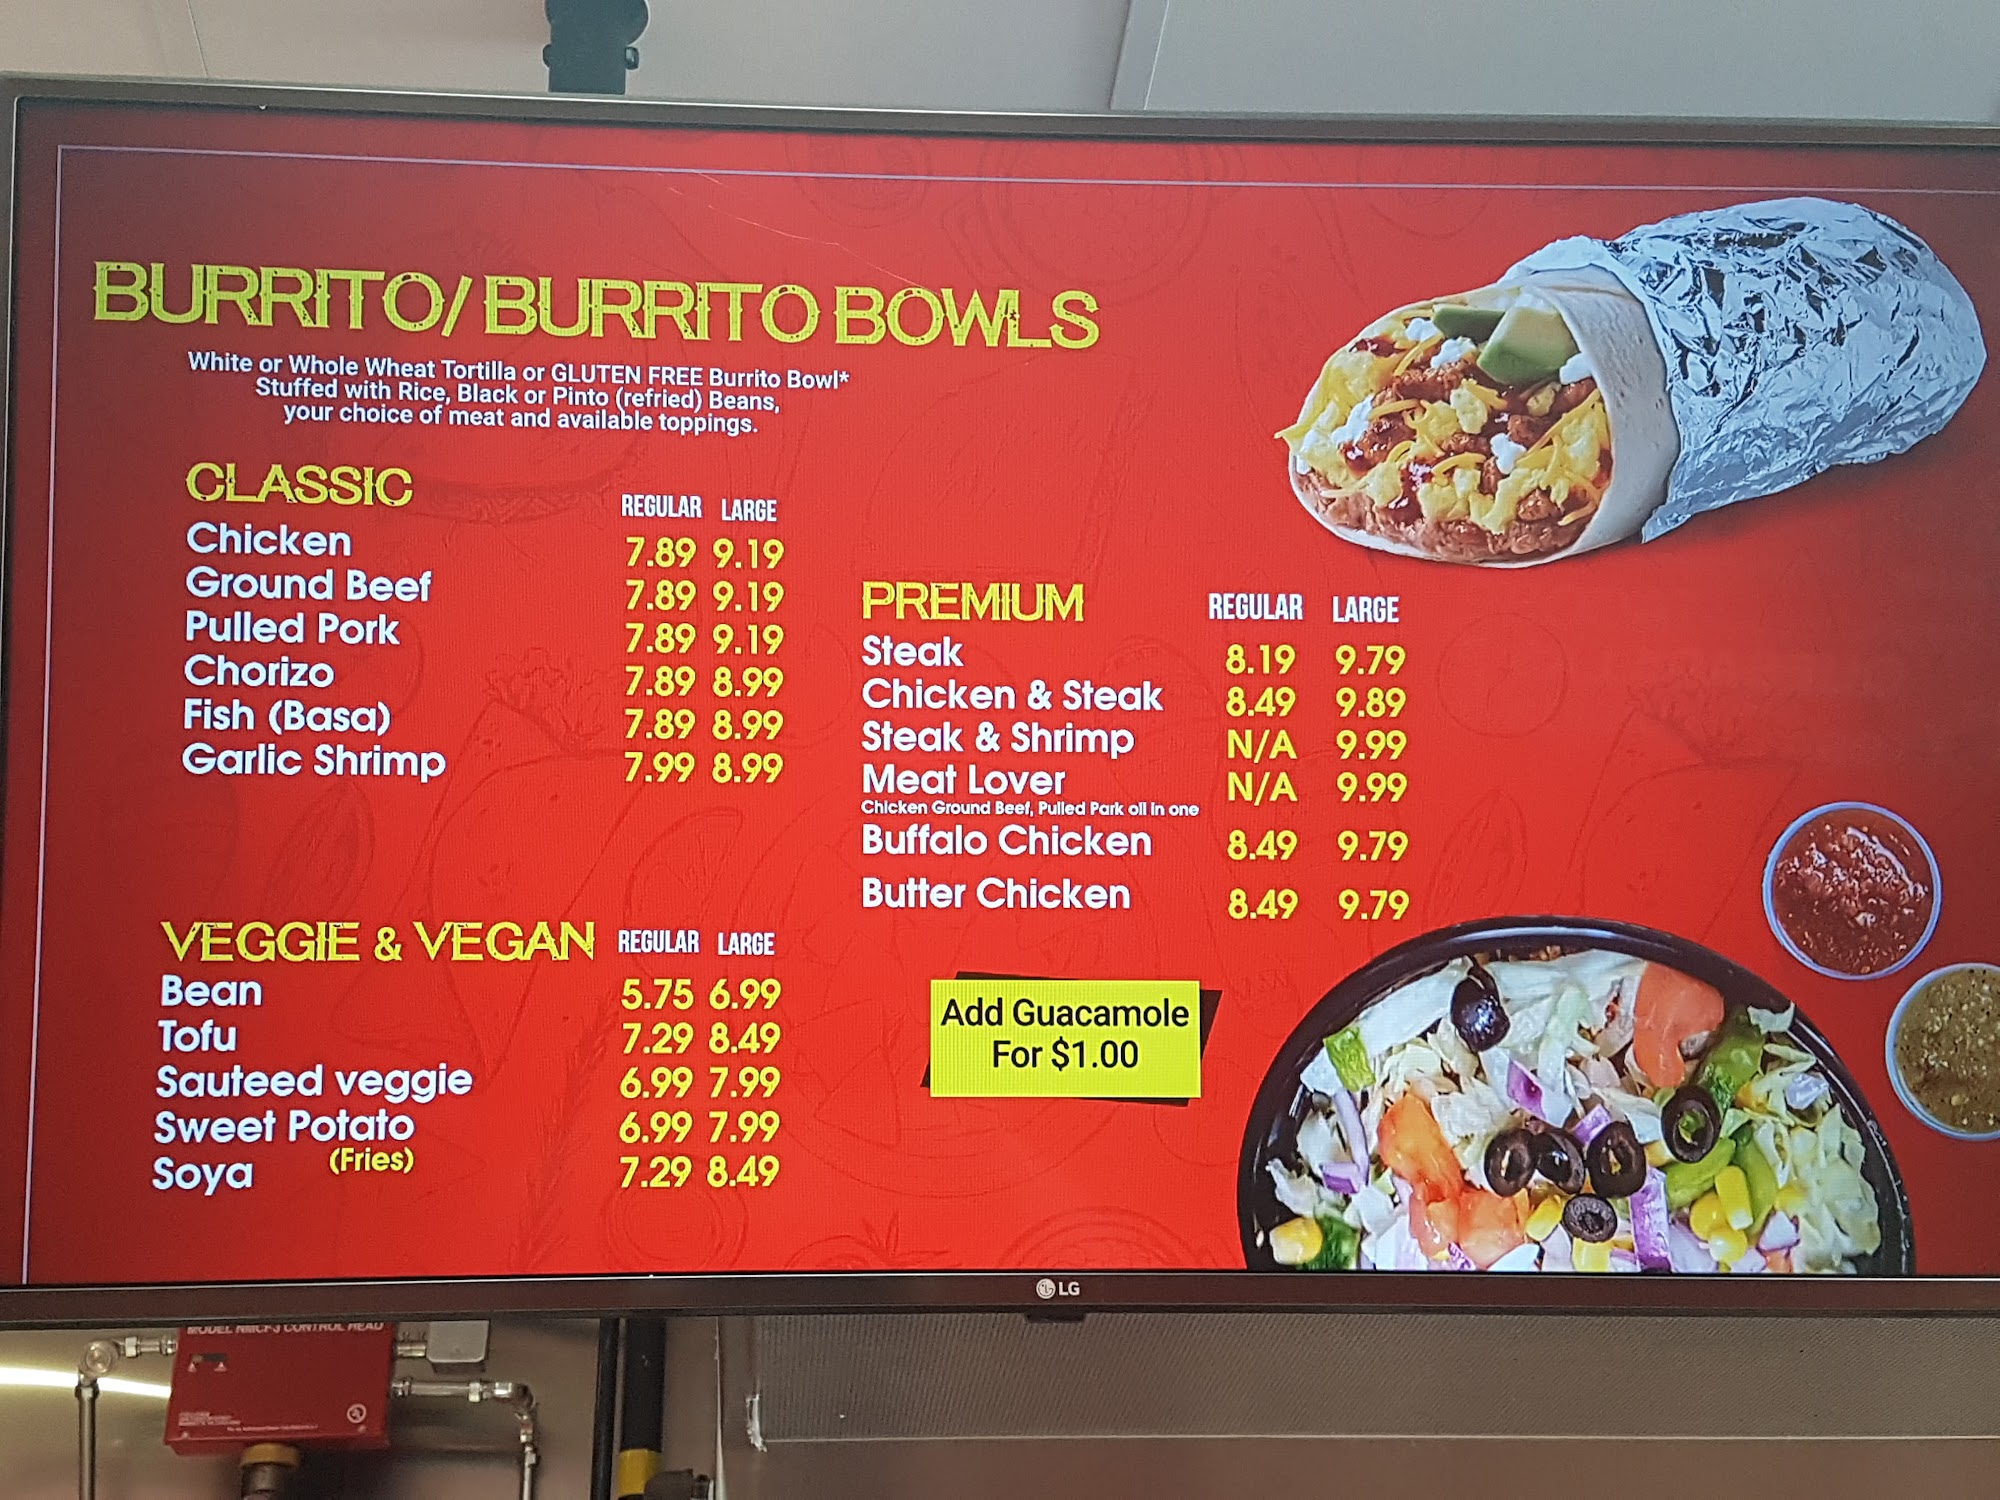 BURRITO/BURRITO BOWLS
White or Whole Wheat Tortilla or GLUTEN FREE Burrito Bowl*
Stuffed with Rice, Black or Pinto (refried) Beans,
your choice of meat and available toppings.
CLASSIC REGULAR LARGE
Chicken 7.89 9.19
Ground Beef 7.89 9.19
Pulled Pork 7.89 9.19
Chorizo 7.89 8.99
Fish (Basa) 7.89 8.99
Garlic Shrimp 7.99 8.99
VEGGIE & VEGAN REGULAR LARGE
Bean 5.75 6.99
Tofu 7.29 8.49
Sauteed veggie 6.99 7.99
Sweet Potato 6.99 7.99
(Fries)
Soya 7.29 8.49
PREMIUM REGULAR LARGE
Steak 8.19 9.79
Chicken & Steak 8.49 9.89
Steak & Shrimp N/A 9.99
Meat Lover N/A 9.99
Chicken Ground Beef, Pulled Park oll in one
Buffalo Chicken 8.49 9.79
Butter Chicken 8.49 9.79
Add Guacamole
For $1.00
LG
MODEL NMCF-3 CONTROL HEAD